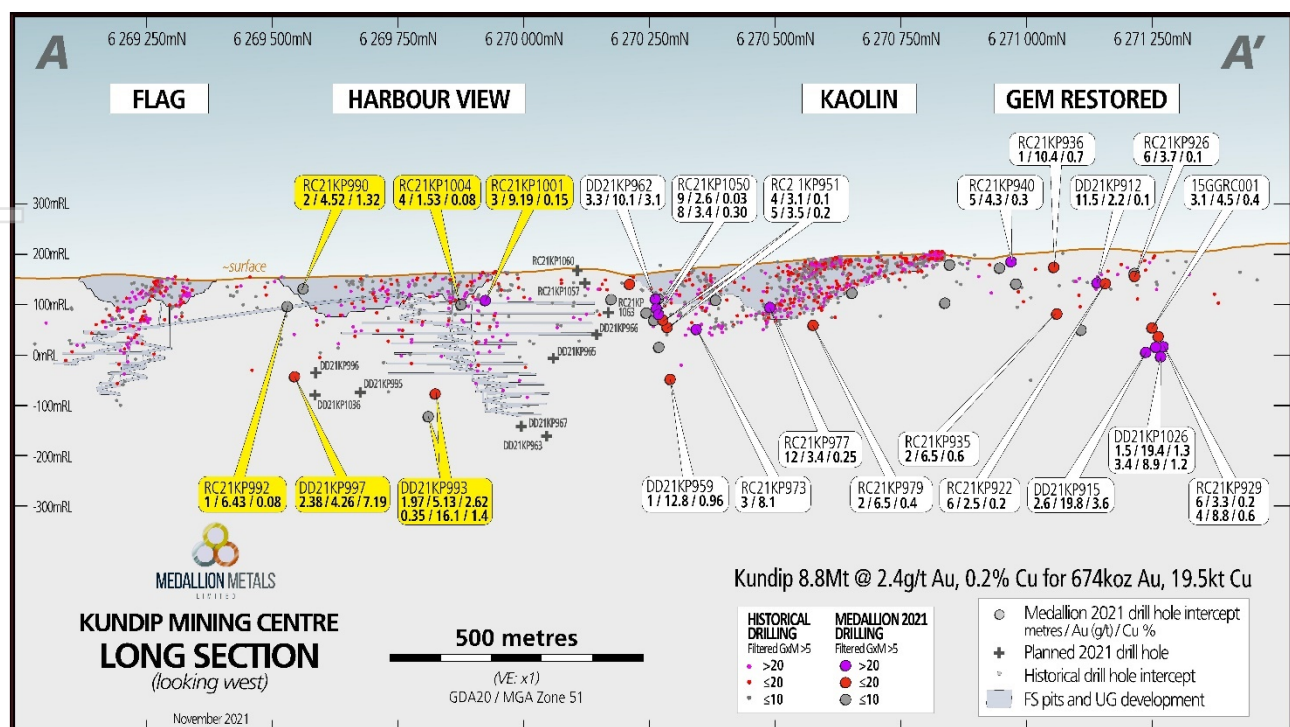 6 269 250mN 6 269 500mN 6 269 750mN 6 270 000mN 6 270 250mN 6 270 500mN 6 270 750mN 6 271 000mN 6 271 250mN
A A'
FLAG HARBOUR VIEW KAOLIN GEM RESTORED
RC21KP936
1 / 10.4 / 0.7
RC21KP926
6 / 3.7 / 0.1
RC21KP990
2 / 4.52 / 1.32
RC21KP1004
4 / 1.53 / 0.08
RC21KP1001
3 / 9.19 / 0.15
DD21KP962
3.3 / 10.1 / 3.1
RC21KP1050
9 / 2.6 / 0.03
8 / 3.4 / 0.30
RC2 1KP951
4 / 3.1 / 0.1
5 / 3.5 / 0.2
RC21KP940
5 / 4.3 / 0.3
DD21KP912
11.5 / 2.2 / 0.1
15GGRC001
3.1 / 4.5 / 0.4
300mRL
200mRL
100mRL
0mRL
-100mRL
-200mRL
-300mRL
~surface
RC21KP1060
RC21KP1057
RC21KP
1063
DD21KP966
DD21KP965
DD21KP996
DD21KP995
DD21KP1036
DD21KP967
DD21KP963
RC21KP992
1 / 6.43 / 0.08
DD21KP997
2.38 / 4.26 / 7.19
DD21KP993
1.97 / 5.13 / 2.62
0.35 / 16.1 / 1.4
DD21KP959
1 / 12.8 / 0.96
RC21KP973
3 / 8.1
RC21KP977
12 / 3.4 / 0.25
RC21KP979
2 / 6.5 / 0.4
RC21KP935
2 / 6.5 / 0.6
RC21KP922
6 / 2.5 / 0.2
DD21KP915
2.6 / 19.8 / 3.6
DD21KP1026
1.5 / 19.4 / 1.3
3.4 / 8.9 / 1.2
RC21KP929
6 / 3.3 / 0.2
4 / 8.8 / 0.6
MEDALLION METALS
LIMITED
KUNDIP MINING CENTRE
LONG SECTION
(looking west)
November 2021
500 metres
(VE: x1)
GDA20 / MGA Zone 51
Kundip 8.8Mt @ 2.4g/t Au, 0.2% Cu for 674koz Au, 19.5kt Cu
HISTORICAL
DRILLING
Filtered GxM >5
>20
≤20
≤10
MEDALLION 2021
DRILLING
Filtered GxM >5
>20
≤20
≤10
Medallion 2021 drill hole intercept
metres / Au (g/t) / Cu %
Planned 2021 drill hole
Historical drill hole intercept
FS pits and UG development